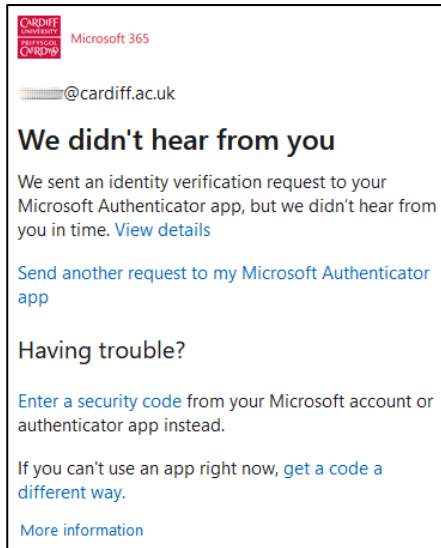 CARDIFF
UNIVERSITY
PRIFYSGOL
CAERDYDD
Microsoft 365
@cardiff.ac.uk
We didn't hear from you
We sent an identity verification request to your
Microsoft Authenticator app, but we didn't hear from
you in time. View details
Send another request to my Microsoft Authenticator
app
Having trouble?
Enter a security code from your Microsoft account or
authenticator app instead.
If you can't use an app right now, get a code a
different way.
More information